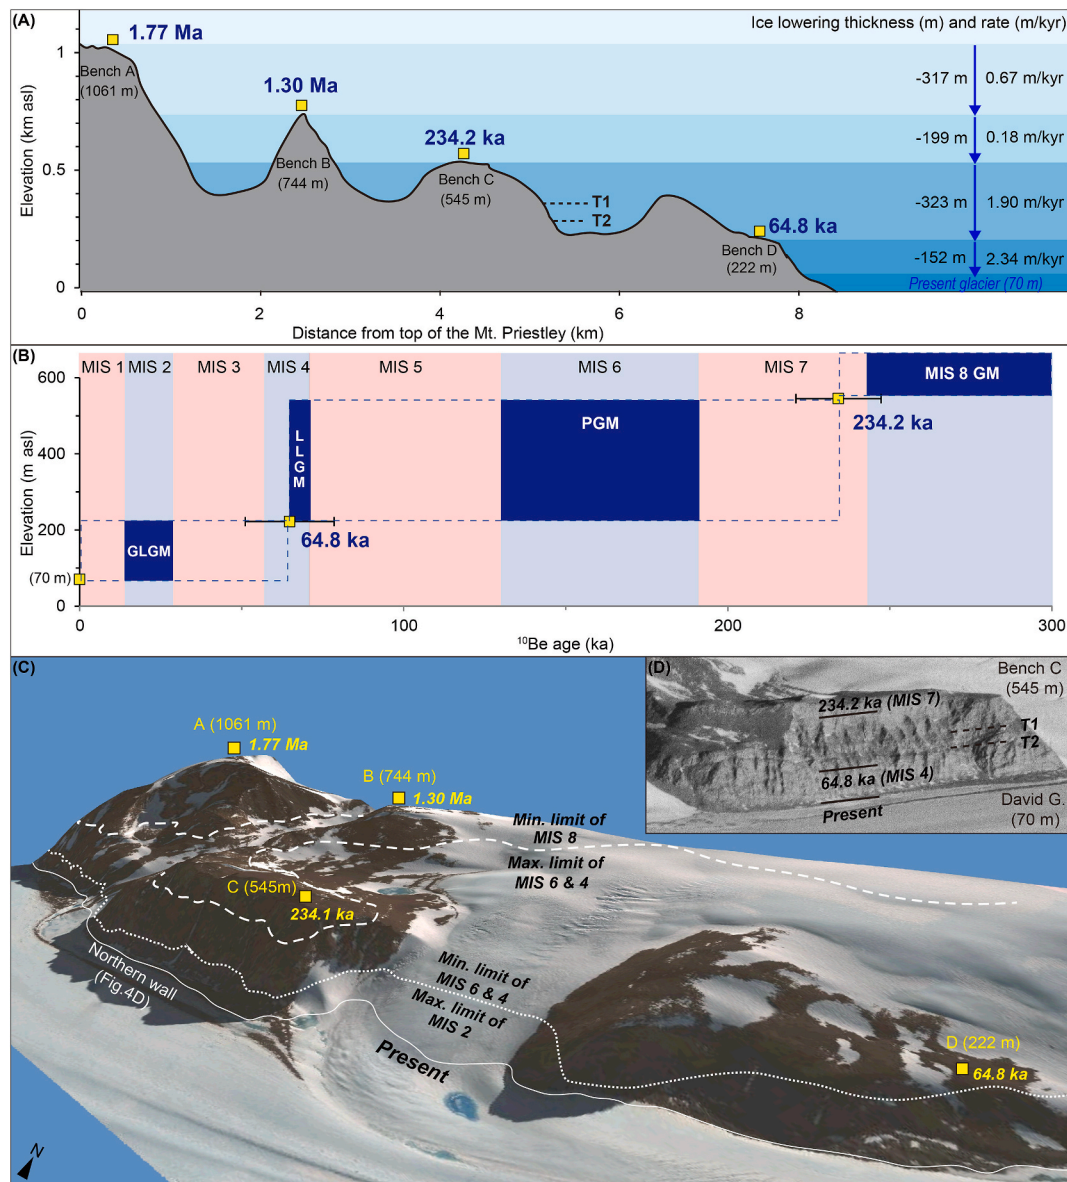 (A)
Ice lowering thickness (m) and rate (m/kyr)
1.77 Ma
Bench A
(1061 m)
1.30 Ma
Bench B
(744 m)
234.2 ka
Bench C
(545 m)
T1
T2
64.8 ka
Bench D
(222 m)
-317 m 0.67 m/kyr
-199 m 0.18 m/kyr
-323 m 1.90 m/kyr
-152 m 2.34 m/kyr
Present glacier (70 m)
Elevation (km asl)
1
0.5
0
0 2 4 6 8
Distance from top of the Mt. Priestley (km)
(B)
MIS 1 MIS 2 MIS 3 MIS 4 MIS 5 MIS 6 MIS 7
MIS 8 GM
PGM
L
L
G
M
GLGM
234.2 ka
64.8 ka
Elevation (m asl)
600
400
200
(70 m)
0
0 100 200 300
¹⁰Be age (ka)
(C)
A (1061 m)
1.77 Ma
B (744 m)
1.30 Ma
Min. limit of
MIS 8
Max. limit of
MIS 6 & 4
C (545m)
234.1 ka
Northern wall
(Fig.4D)
Min. limit of
MIS 6 & 4
Max. limit of
MIS 2
Present
D (222 m)
64.8 ka
N
(D)
Bench C
(545 m)
234.2 ka (MIS 7)
T1
T2
64.8 ka (MIS 4)
Present
David G.
(70 m)